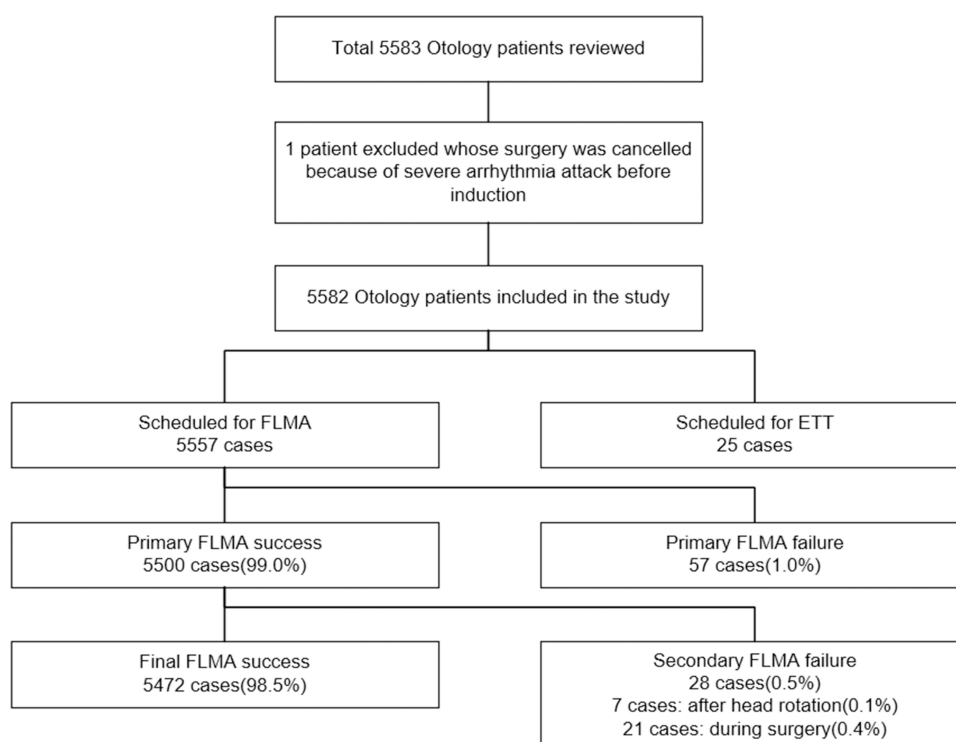 Total 5583 Otology patients reviewed
1 patient excluded whose surgery was cancelled
because of severe arrhythmia attack before
induction
5582 Otology patients included in the study
Scheduled for FLMA
5557 cases
Scheduled for ETT
25 cases
Primary FLMA success
5500 cases(99.0%)
Primary FLMA failure
57 cases(1.0%)
Final FLMA success
5472 cases(98.5%)
Secondary FLMA failure
28 cases(0.5%)
7 cases: after head rotation(0.1%)
21 cases: during surgery(0.4%)